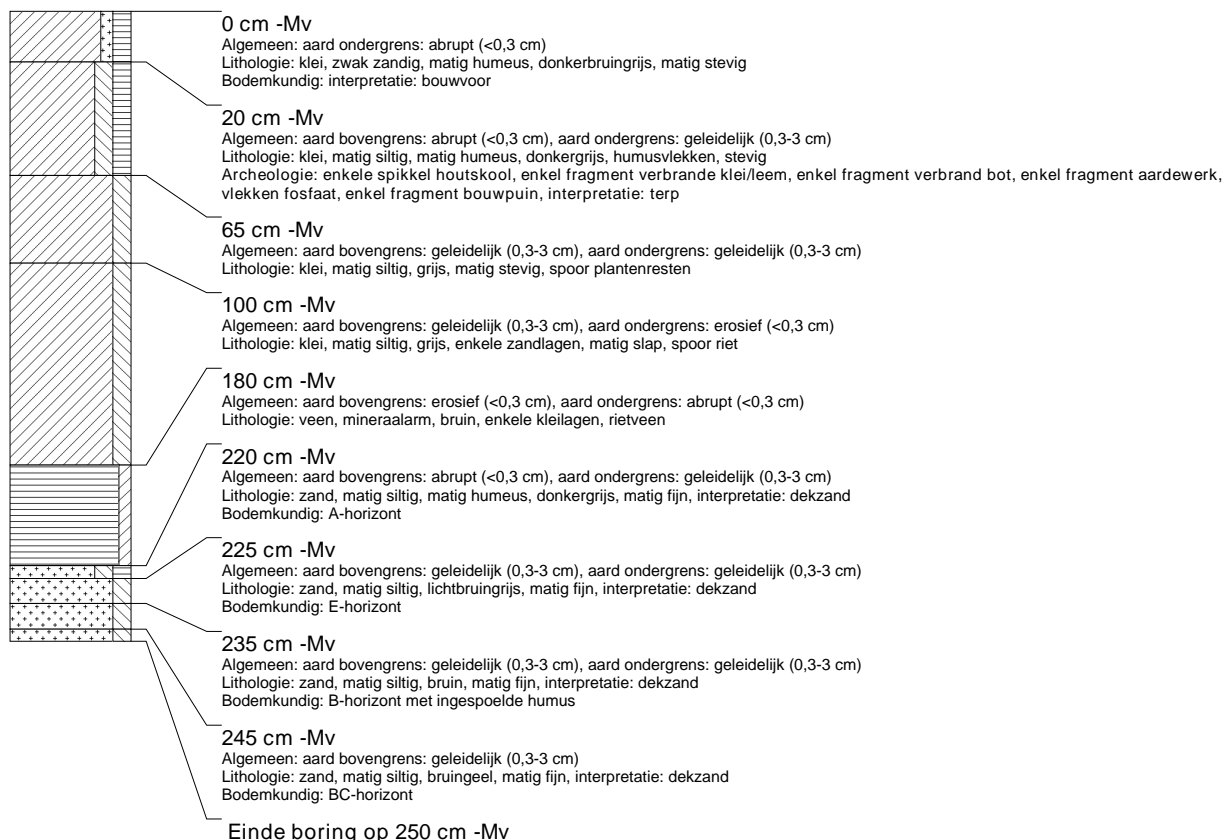 0 cm -Mv
Algemeen: aard ondergrens: abrupt (<0,3 cm)
Lithologie: klei, zwak zandig, matig humeus, donkerbruingrijs, matig stevig
Bodemkundig: interpretatie: bouwvoor
20 cm -Mv
Algemeen: aard bovengrens: abrupt (<0,3 cm), aard ondergrens: geleidelijk (0,3-3 cm)
Lithologie: klei, matig siltig, matig humeus, donkergrijs, humusvlekken, stevig
Archeologie: enkele spikkel houtskool, enkel fragment verbrande klei/leem, enkel fragment verbrand bot, enkel fragment aardewerk,
vlekken fosfaat, enkel fragment bouwpuin, interpretatie: terp
65 cm -Mv
Algemeen: aard bovengrens: geleidelijk (0,3-3 cm), aard ondergrens: geleidelijk (0,3-3 cm)
Lithologie: klei, matig siltig, grijs, matig stevig, spoor plantenresten
100 cm -Mv
Algemeen: aard bovengrens: geleidelijk (0,3-3 cm), aard ondergrens: erosief (<0,3 cm)
Lithologie: klei, matig siltig, grijs, enkele zandlagen, matig slap, spoor riet
180 cm -Mv
Algemeen: aard bovengrens: erosief (<0,3 cm), aard ondergrens: abrupt (<0,3 cm)
Lithologie: veen, mineraalarm, bruin, enkele kleilagen, rietveen
220 cm -Mv
Algemeen: aard bovengrens: abrupt (<0,3 cm), aard ondergrens: geleidelijk (0,3-3 cm)
Lithologie: zand, matig siltig, matig humeus, donkergrijs, matig fijn, interpretatie: dekzand
Bodemkundig: A-horizont
225 cm -Mv
Algemeen: aard bovengrens: geleidelijk (0,3-3 cm), aard ondergrens: geleidelijk (0,3-3 cm)
Lithologie: zand, matig siltig, lichtbruingrijs, matig fijn, interpretatie: dekzand
Bodemkundig: E-horizont
235 cm -Mv
Algemeen: aard bovengrens: geleidelijk (0,3-3 cm), aard ondergrens: geleidelijk (0,3-3 cm)
Lithologie: zand, matig siltig, bruin, matig fijn, interpretatie: dekzand
Bodemkundig: B-horizont met ingespoelde humus
245 cm -Mv
Algemeen: aard bovengrens: geleidelijk (0,3-3 cm)
Lithologie: zand, matig siltig, bruingeel, matig fijn, interpretatie: dekzand
Bodemkundig: BC-horizont
Einde boring op 250 cm -Mv